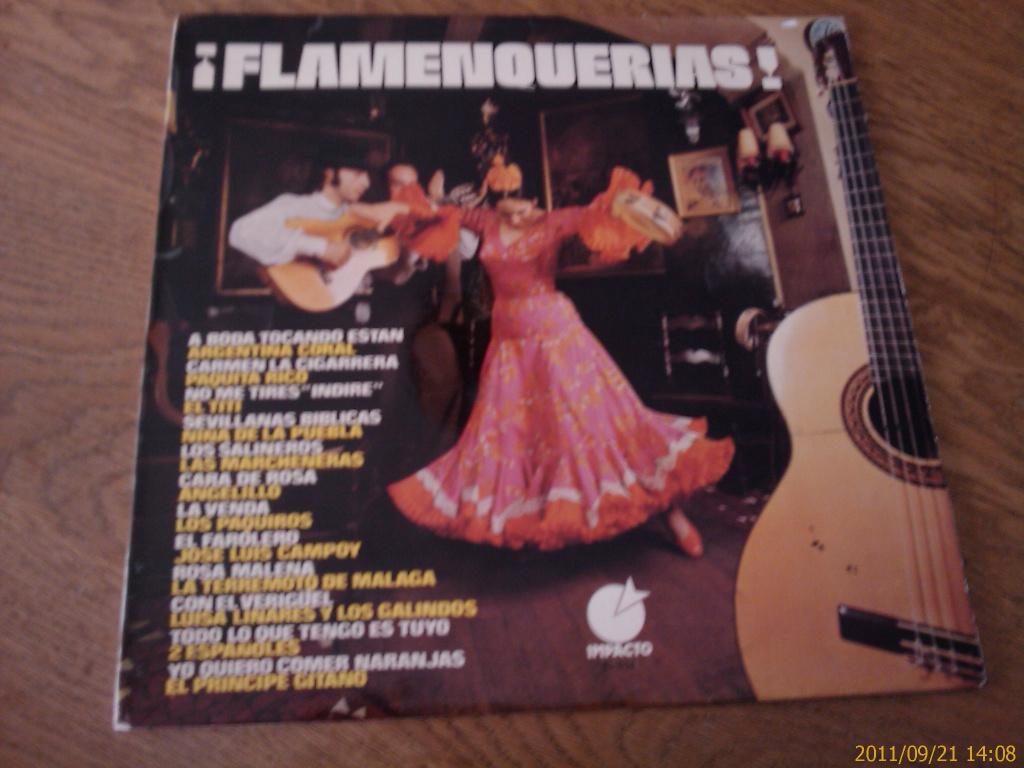 ¡FLAMENQUERIAS!
A BODA TOCANDO ESTAN
ARGENTINA CORAL
CARMEN LA CIGARRERA
PAQUITA RICO
NO ME TIRES "INDIRE"
EL TITI
SEVILLANAS BIBLICAS
NIÑA DE LA PUEBLA
LOS SALINEROS
LAS MARCHENERAS
CARA DE ROSA
ANGELILLO
LA VENDA
LOS PAQUIROS
EL FAROLERO
JOSE LUIS CAMPOY
ROSA MALENA
LA TERREMOTO DE MALAGA
CON EL VERIGÜEL
LUISA LINARES Y LOS GALINDOS
TODO LO QUE TENGO ES TUYO
2 ESPAÑOLES
YO QUIERO COMER NARANJAS
EL PRINCIPE GITANO
IMPACTO
2011/09/21 14:08